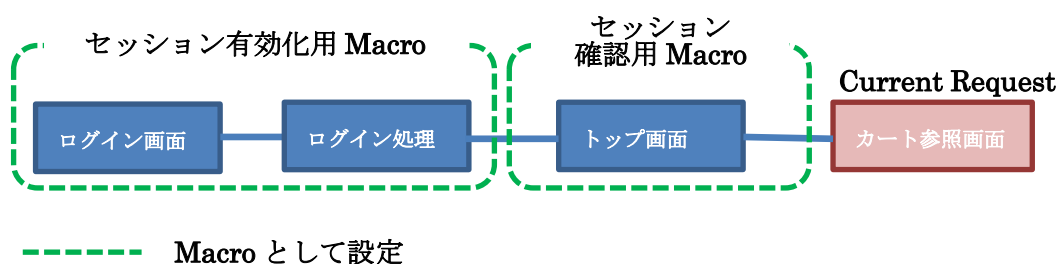 セッション有効化用 Macro
セッション
確認用 Macro
Current Request
ログイン画面
ログイン処理
トップ画面
カート参照画面
Macro として設定